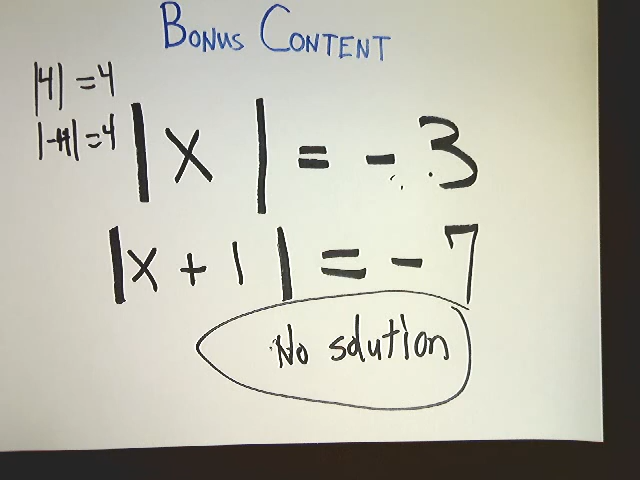 BONUS CONTENT
|4| = 4
|-4| = 4
|x| = -3
|x + 1| = -7
No solution